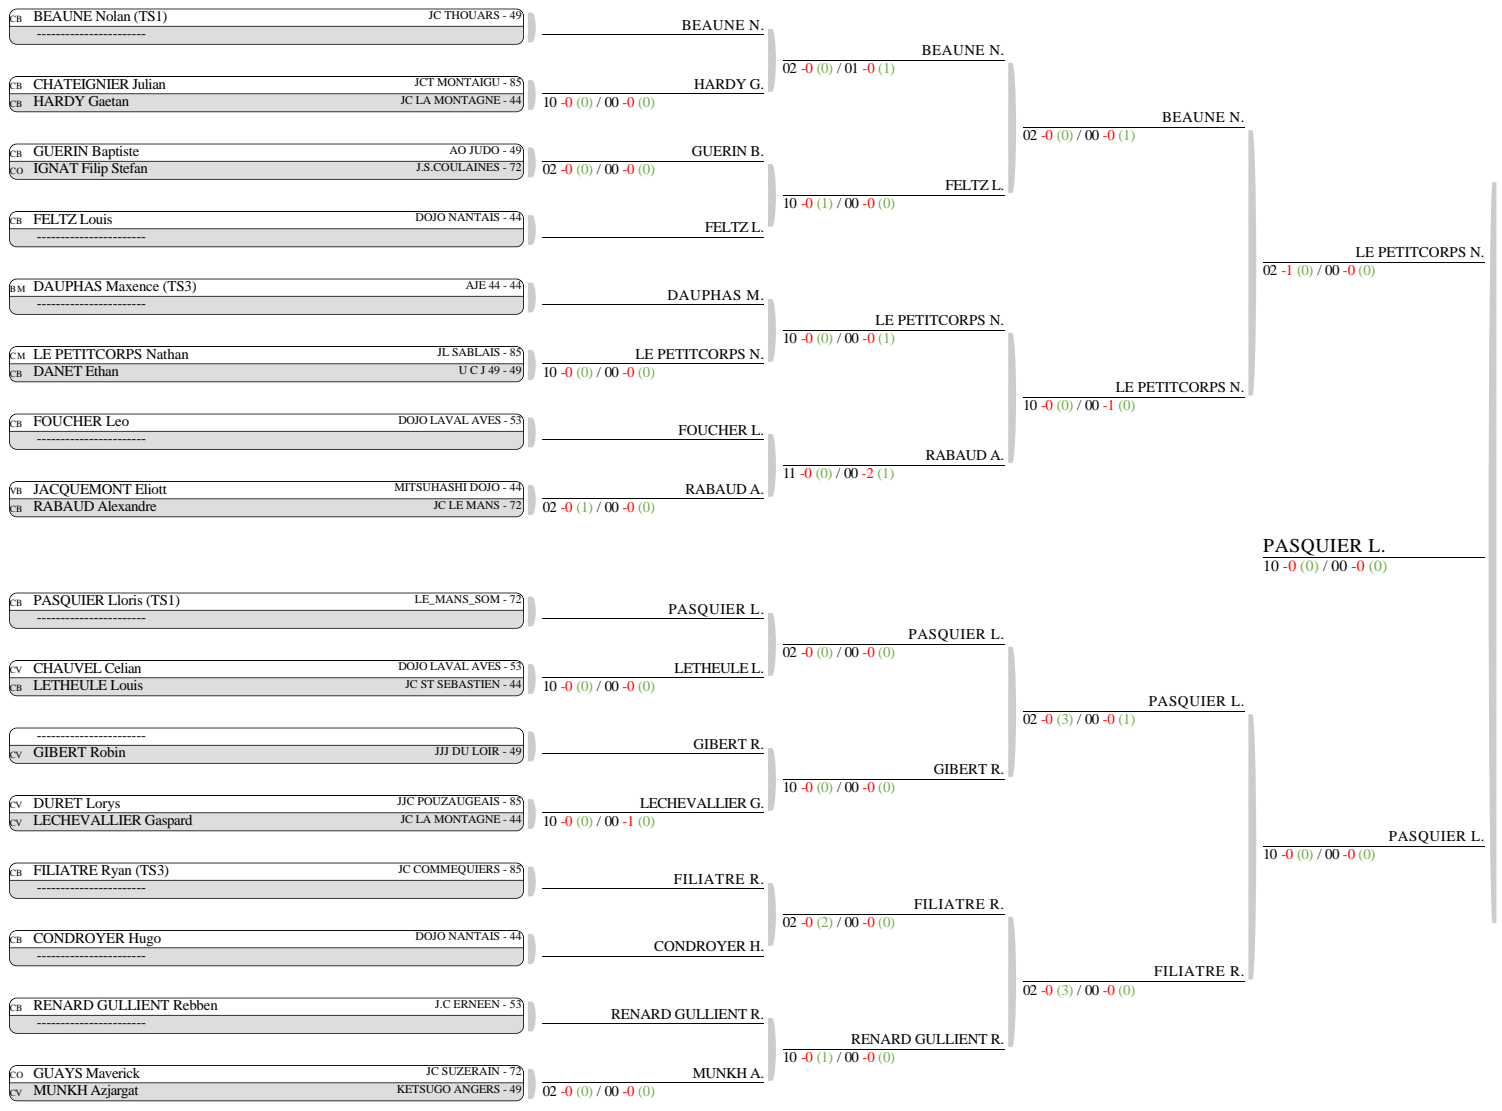 CB BEAUNE Nolan (TS1) JC THOUARS - 49
-----------------------
CB CHATEIGNIER Julian JCT MONTAIGU - 85
CB HARDY Gaetan JC LA MONTAGNE - 44
CB GUERIN Baptiste AO JUDO - 49
CO IGNAT Filip Stefan J.S.COULAINES - 72
CB FELTZ Louis DOJO NANTAIS - 44
-----------------------
BM DAUPHAS Maxence (TS3) AJE 44 - 44
-----------------------
CM LE PETITCORPS Nathan JL SABLAIS - 85
CB DANET Ethan U C J 49 - 49
CB FOUCHER Leo DOJO LAVAL AVES - 53
-----------------------
VB JACQUEMONT Eliott MITSUHASHI DOJO - 44
CB RABAUD Alexandre JC LE MANS - 72
CB PASQUIER Lloris (TS1) LE_MANS_SOM - 72
-----------------------
CV CHAUVEL Celian DOJO LAVAL AVES - 53
CB LETHEULE Louis JC ST SEBASTIEN - 44
-----------------------
CV GIBERT Robin JJJ DU LOIR - 49
CV DURET Lorys JJC POUZAUGEAIS - 85
CV LECHEVALLIER Gaspard JC LA MONTAGNE - 44
CB FILIATRE Ryan (TS3) JC COMMEQUIERS - 85
-----------------------
CB CONDROYER Hugo DOJO NANTAIS - 44
-----------------------
CB RENARD GULLIENT Rebben J.C ERNEEN - 53
-----------------------
CO GUAYS Maverick JC SUZERAIN - 72
CV MUNKH Azjargat KETSUGO ANGERS - 49
BEAUNE N.
HARDY G.
10 -0 (0) / 00 -0 (0)
GUERIN B.
02 -0 (0) / 00 -0 (0)
FELTZ L.
DAUPHAS M.
LE PETITCORPS N.
10 -0 (0) / 00 -0 (0)
FOUCHER L.
RABAUD A.
02 -0 (1) / 00 -0 (0)
PASQUIER L.
LETHEULE L.
10 -0 (0) / 00 -0 (0)
GIBERT R.
LECHEVALLIER G.
10 -0 (0) / 00 -1 (0)
FILIATRE R.
CONDROYER H.
RENARD GULLIENT R.
MUNKH A.
02 -0 (0) / 00 -0 (0)
BEAUNE N.
02 -0 (0) / 01 -0 (1)
FELTZ L.
10 -0 (1) / 00 -0 (0)
LE PETITCORPS N.
10 -0 (0) / 00 -0 (1)
RABAUD A.
11 -0 (0) / 00 -2 (1)
PASQUIER L.
02 -0 (0) / 00 -0 (0)
GIBERT R.
10 -0 (0) / 00 -0 (0)
FILIATRE R.
02 -0 (2) / 00 -0 (0)
RENARD GULLIENT R.
10 -0 (1) / 00 -0 (0)
BEAUNE N.
02 -0 (0) / 00 -0 (1)
LE PETITCORPS N.
10 -0 (0) / 00 -1 (0)
PASQUIER L.
02 -0 (3) / 00 -0 (1)
FILIATRE R.
02 -0 (3) / 00 -0 (0)
LE PETITCORPS N.
02 -1 (0) / 00 -0 (0)
PASQUIER L.
10 -0 (0) / 00 -0 (0)
PASQUIER L.
10 -0 (0) / 00 -0 (0)